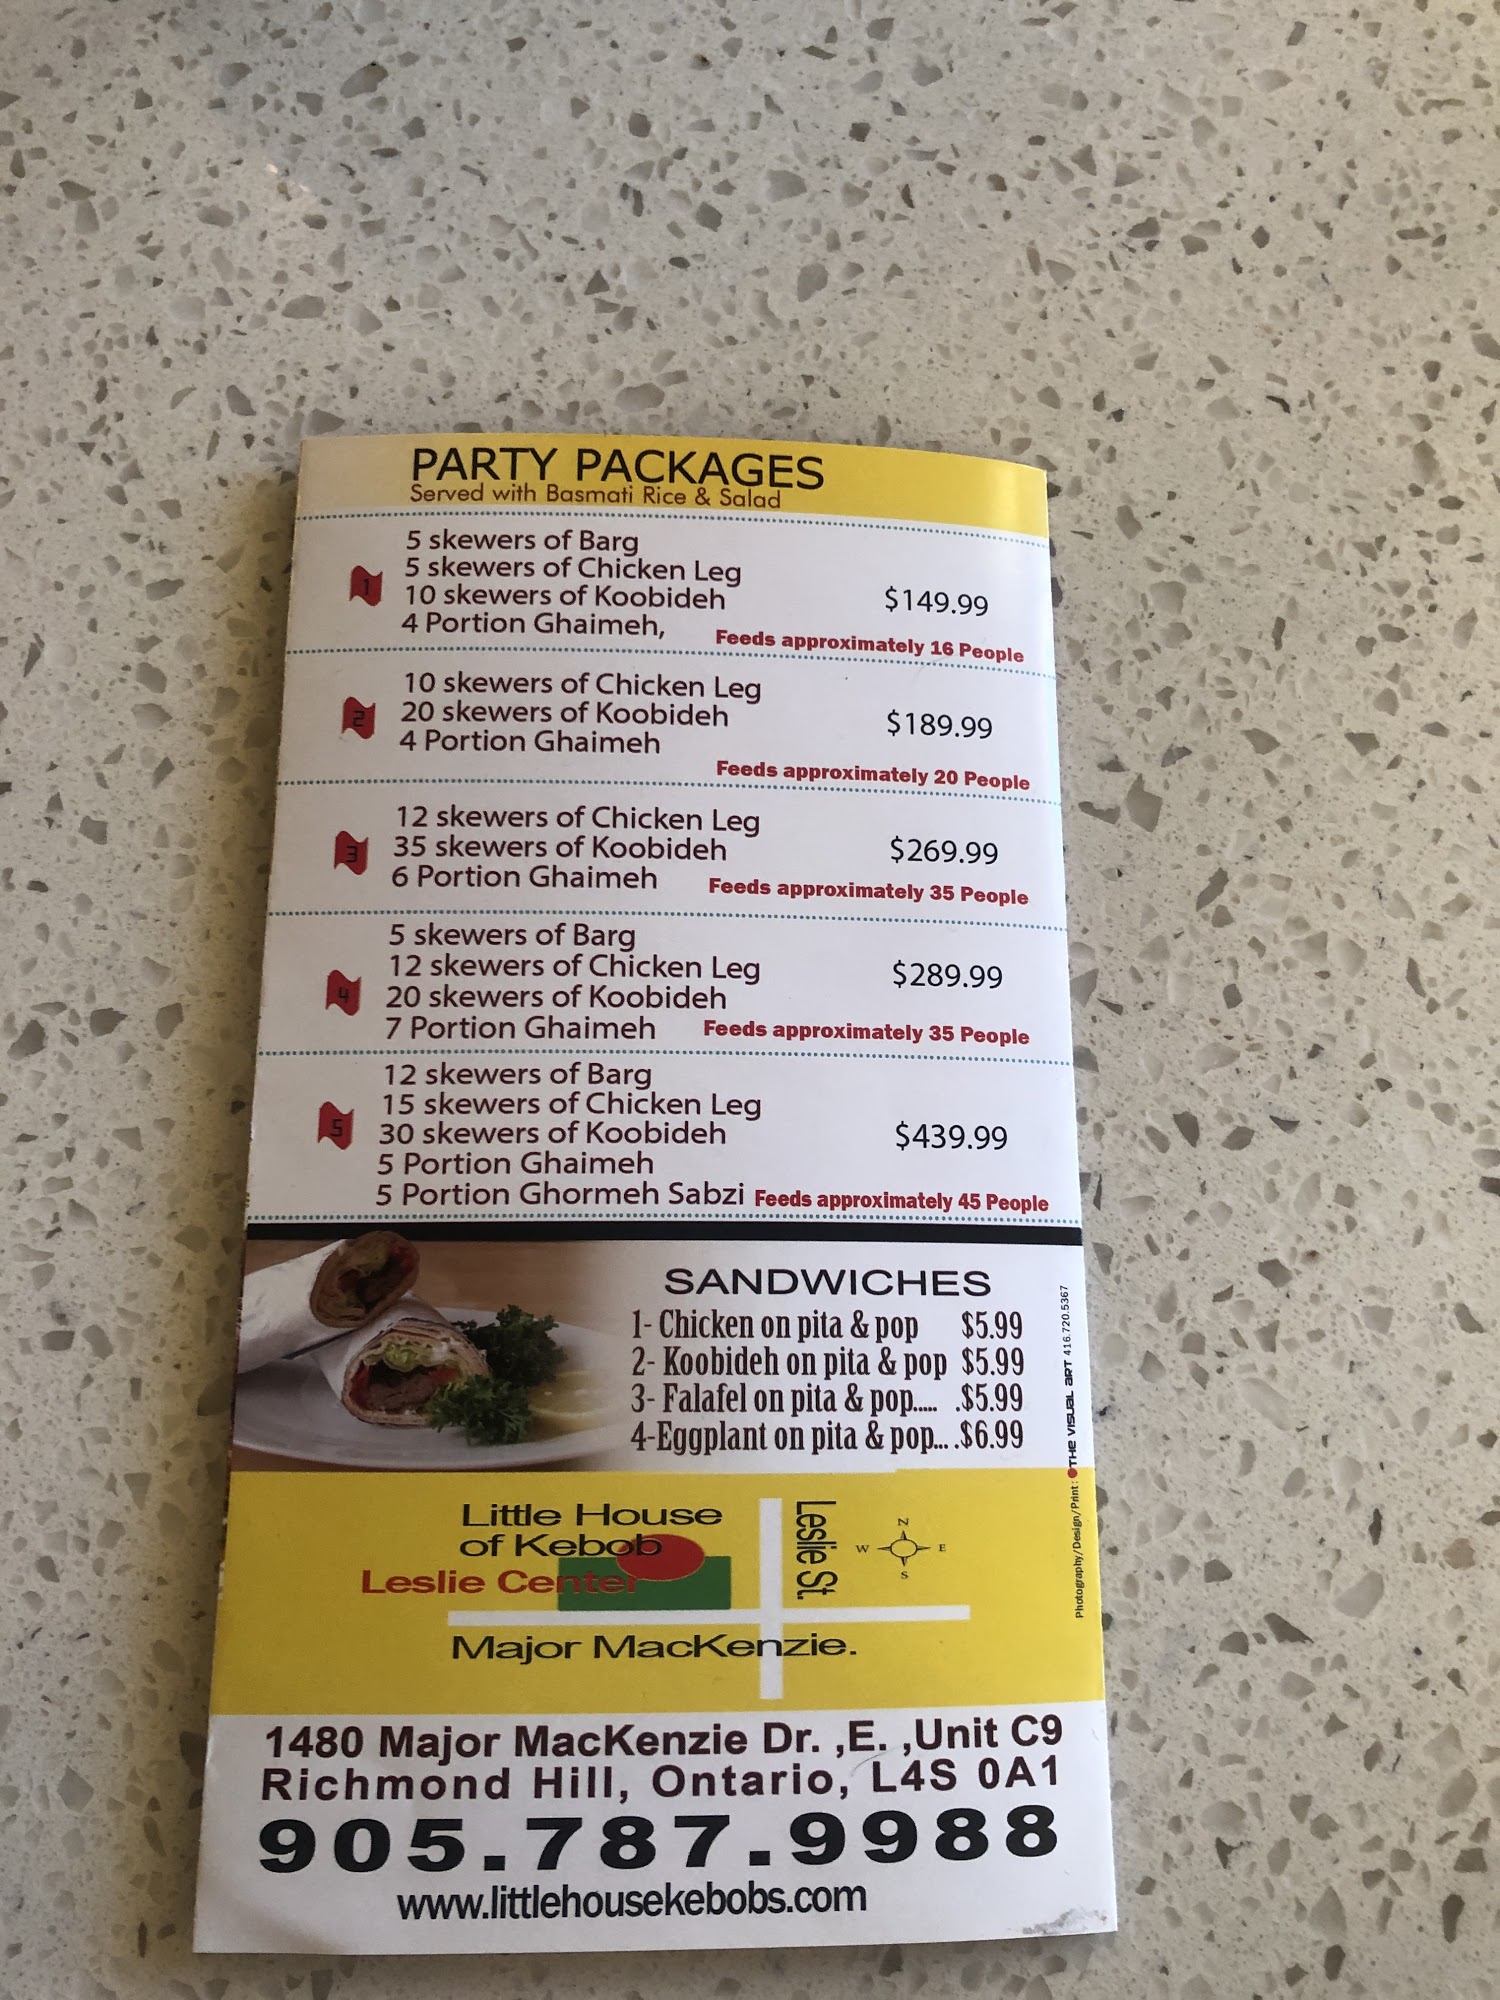 PARTY PACKAGES
Served with Basmati Rice & Salad
1
5 skewers of Barg
5 skewers of Chicken Leg
10 skewers of Koobideh
4 Portion Ghaimeh,
$149.99
Feeds approximately 16 People
2
10 skewers of Chicken Leg
20 skewers of Koobideh
4 Portion Ghaimeh
$189.99
Feeds approximately 20 People
3
12 skewers of Chicken Leg
35 skewers of Koobideh
6 Portion Ghaimeh
$269.99
Feeds approximately 35 People
4
5 skewers of Barg
12 skewers of Chicken Leg
20 skewers of Koobideh
7 Portion Ghaimeh
$289.99
Feeds approximately 35 People
5
12 skewers of Barg
15 skewers of Chicken Leg
30 skewers of Koobideh
5 Portion Ghaimeh
5 Portion Ghormeh Sabzi
$439.99
Feeds approximately 45 People
SANDWICHES
1- Chicken on pita & pop $5.99
2- Koobideh on pita & pop $5.99
3- Falafel on pita & pop..... .$5.99
4-Eggplant on pita & pop... .$6.99
Photography/Design/Print: THE VISUAL ART 416.720.5367
Little House
of Kebob
Leslie Center
Leslie St.
N
W E
S
Major MacKenzie.
1480 Major MacKenzie Dr. ,E. ,Unit C9
Richmond Hill, Ontario, L4S 0A1
905.787.9988
www.littlehousekebobs.com